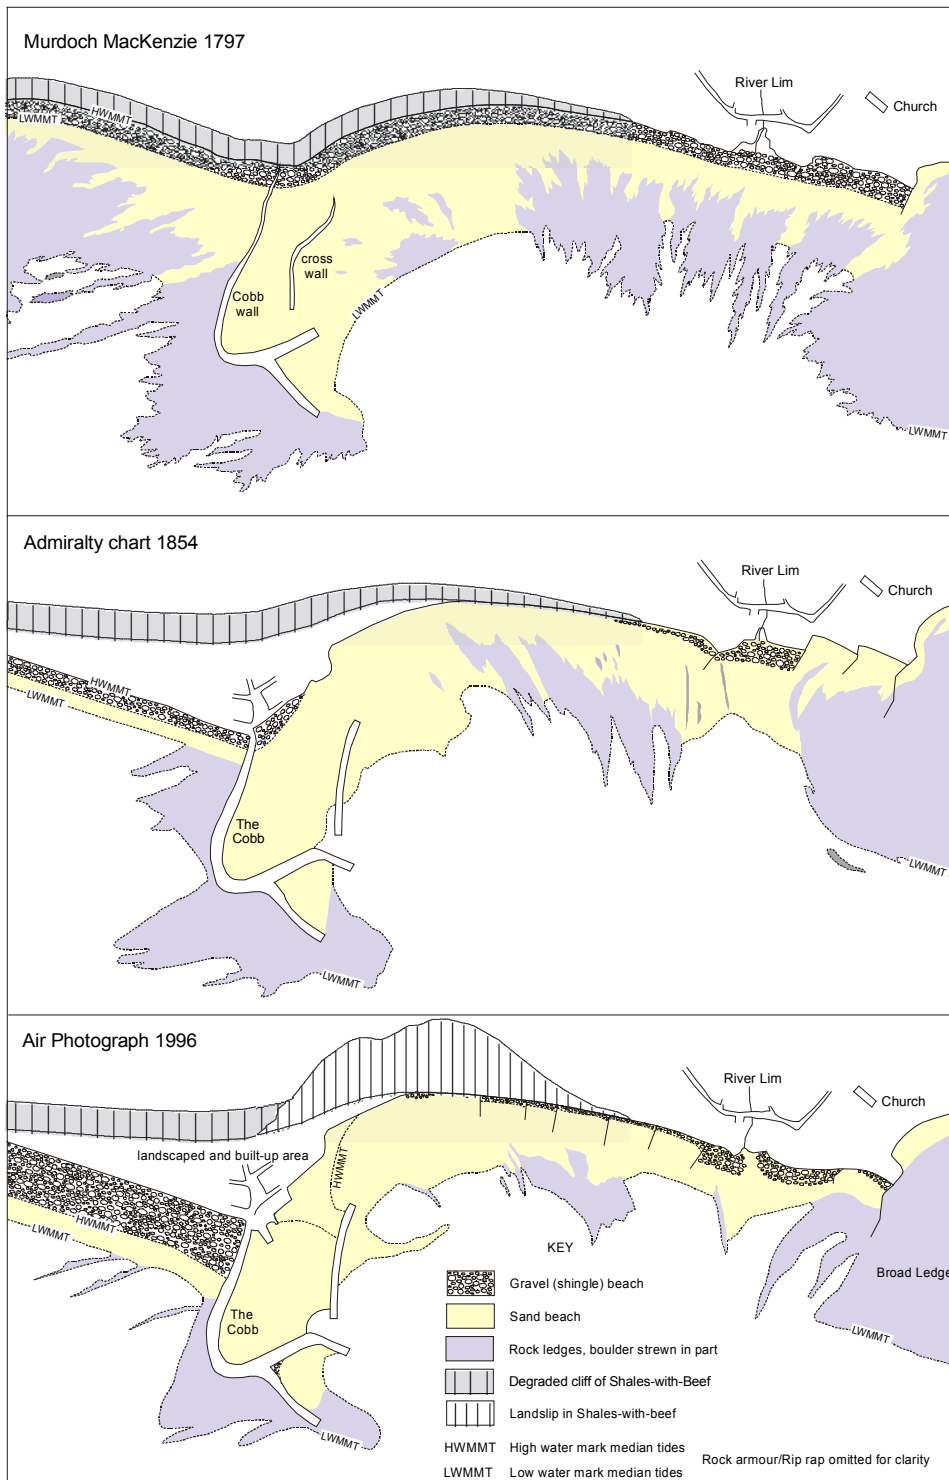 Murdoch MacKenzie 1797
River Lim
Church
HWMMT
LWMMT
cross
wall
Cobb
wall
LWMMT
LWMMT
Admiralty chart 1854
River Lim
Church
HWMMT
LWMMT
The
Cobb
LWMMT
LWMMT
Air Photograph 1996
River Lim
Church
landscaped and built-up area
HWMMT
HWMMT
LWMMT
The
Cobb
LWMMT
Broad Ledge
LWMMT
KEY
Gravel (shingle) beach
Sand beach
Rock ledges, boulder strewn in part
Degraded cliff of Shales-with-Beef
Landslip in Shales-with-beef
HWMMT High water mark median tides
LWMMT Low water mark median tides
Rock armour/Rip rap omitted for clarity